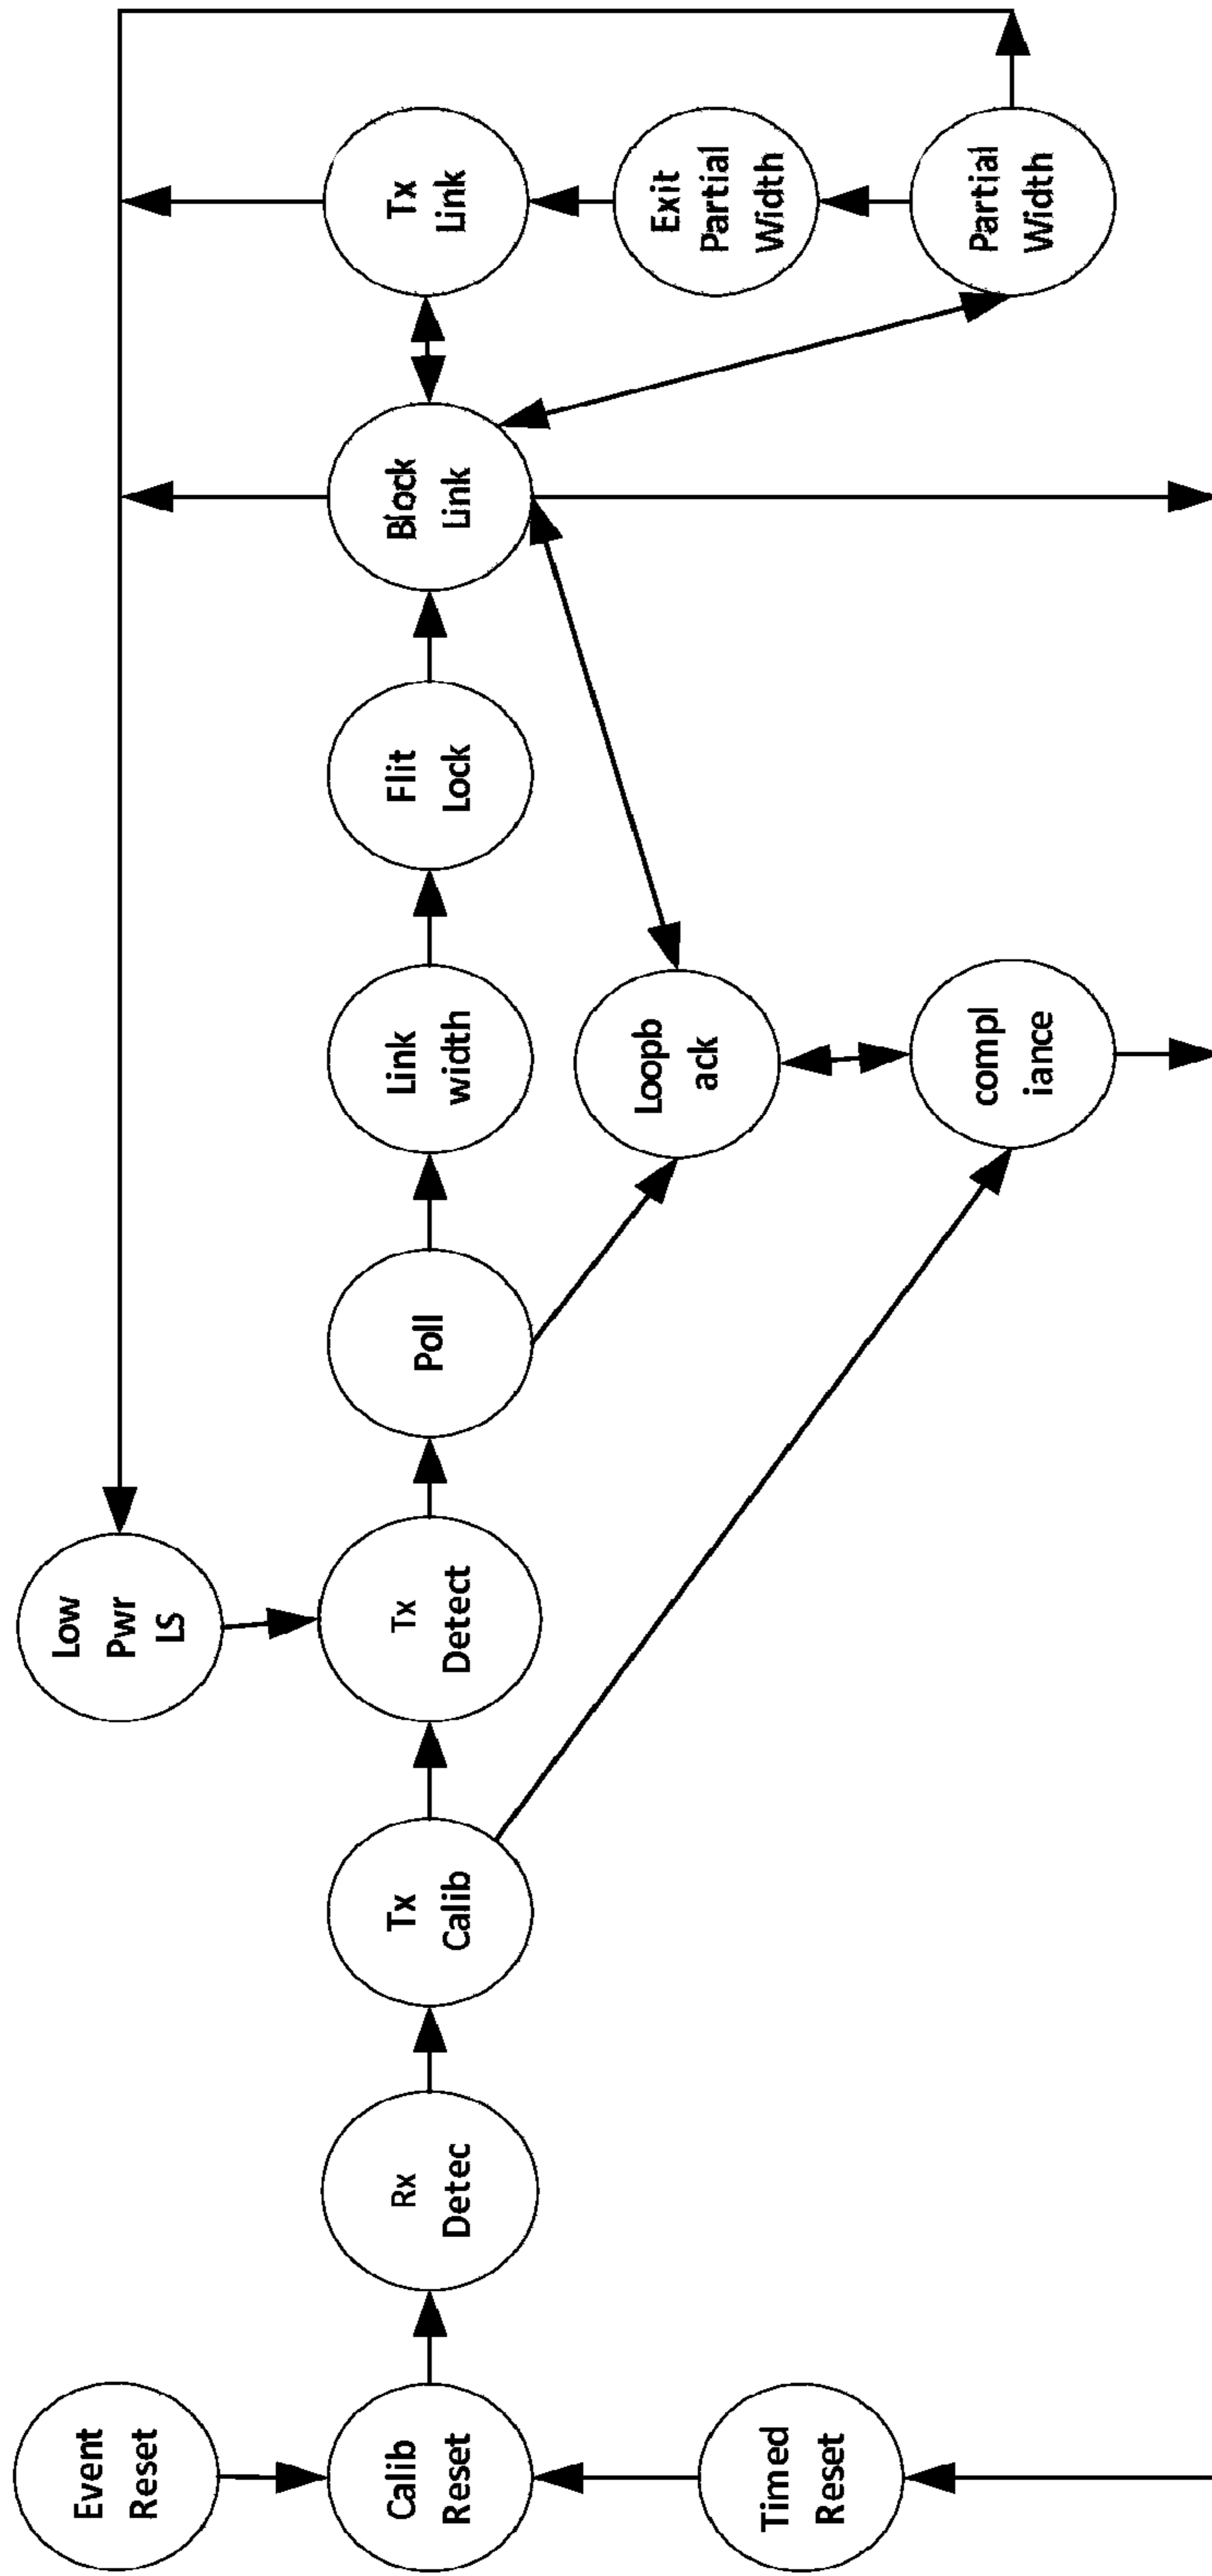 Event
Reset
Calib
Reset
Timed
Reset
Rx
Detec
Tx
Calib
Low
Pwr
LS
Tx
Detect
Poll
Link
width
Loopb
ack
compl
iance
Flit
Lock
Block
Link
Tx
Link
Exit
Partial
Width
Partial
Width